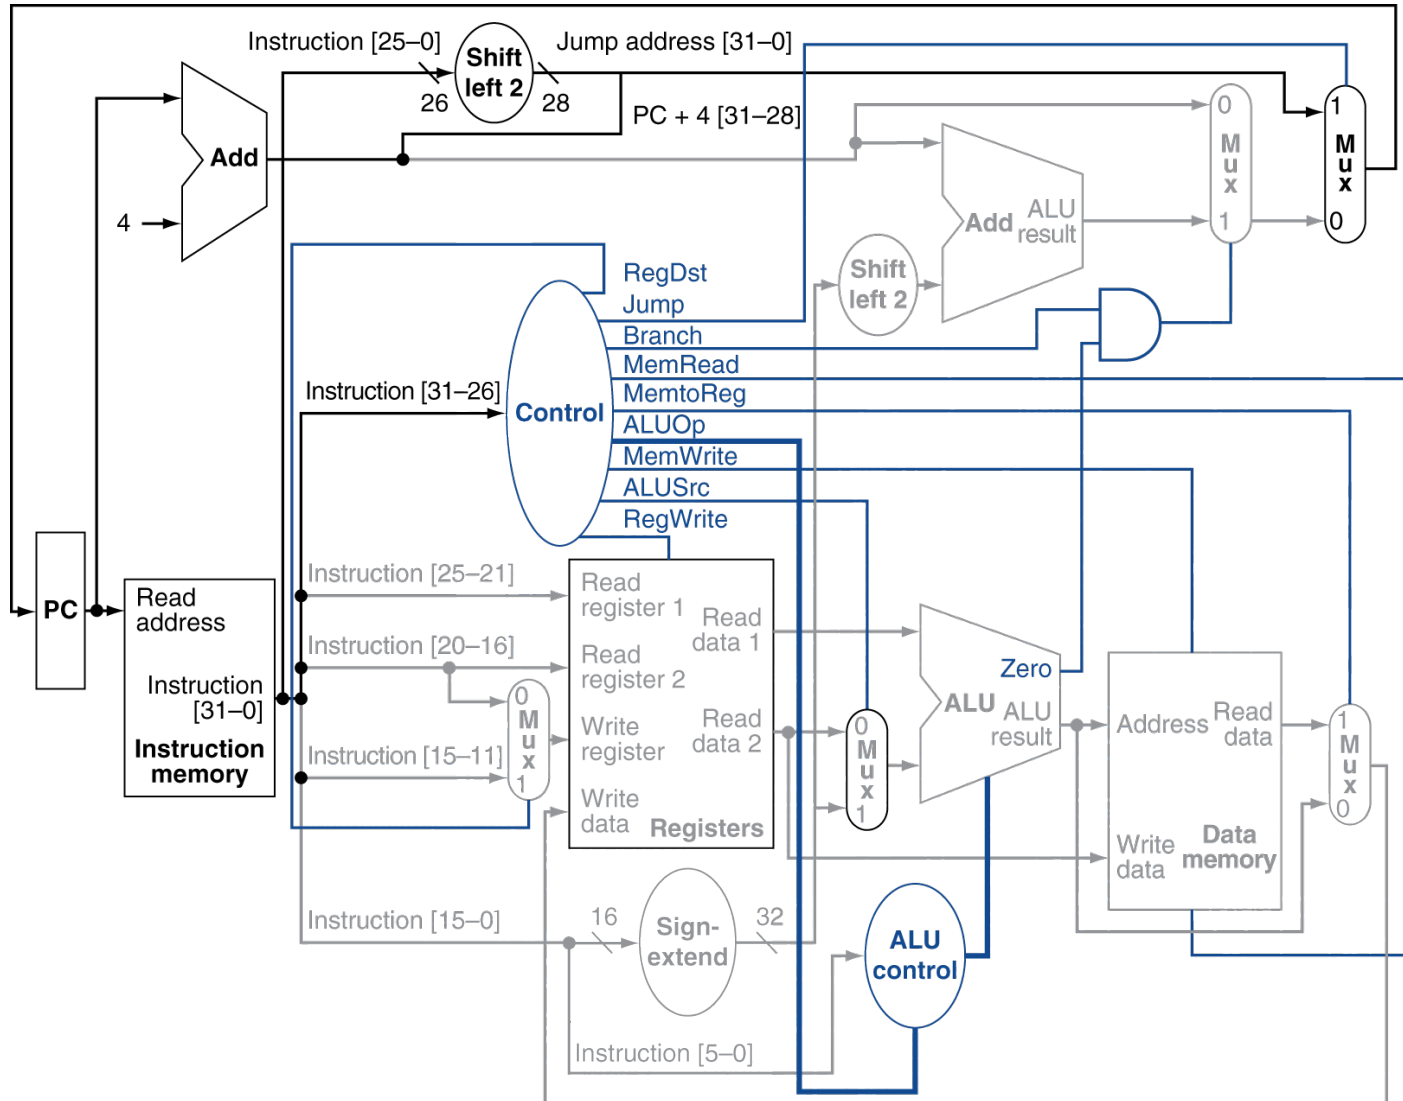 Instruction [25–0]
Shift
left 2
Jump address [31–0]
26
28
PC + 4 [31–28]
Add
4
0
M
u
x
1
1
M
u
x
0
Add
ALU
result
Shift
left 2
RegDst
Jump
Branch
MemRead
MemtoReg
ALUOp
MemWrite
ALUSrc
RegWrite
Instruction [31–26]
Control
PC
Read
address
Instruction
[31–0]
Instruction
memory
Instruction [25–21]
Instruction [20–16]
Instruction [15–11]
0
M
u
x
1
Read
register 1
Read
register 2
Write
register
Write
data
Read
data 1
Read
data 2
Registers
0
M
u
x
1
Zero
ALU
ALU
result
Address
Read
data
Write
data
Data
memory
1
M
u
x
0
Instruction [15–0]
16
Sign-
extend
32
ALU
control
Instruction [5–0]